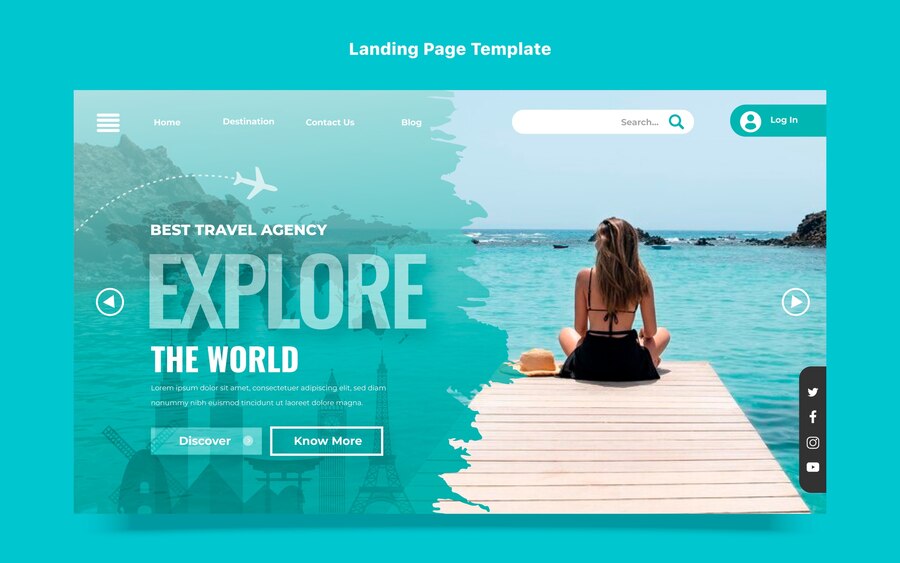 Landing Page Template
Home
Destination
Contact Us
Blog
Search...
Log In
BEST TRAVEL AGENCY
EXPLORE
THE WORLD
Lorem ipsum dolor sit amet, consectetuer adipiscing elit, sed diam
nonummy nibh euismod tincidunt ut laoreet dolore magna.
Discover
Know More